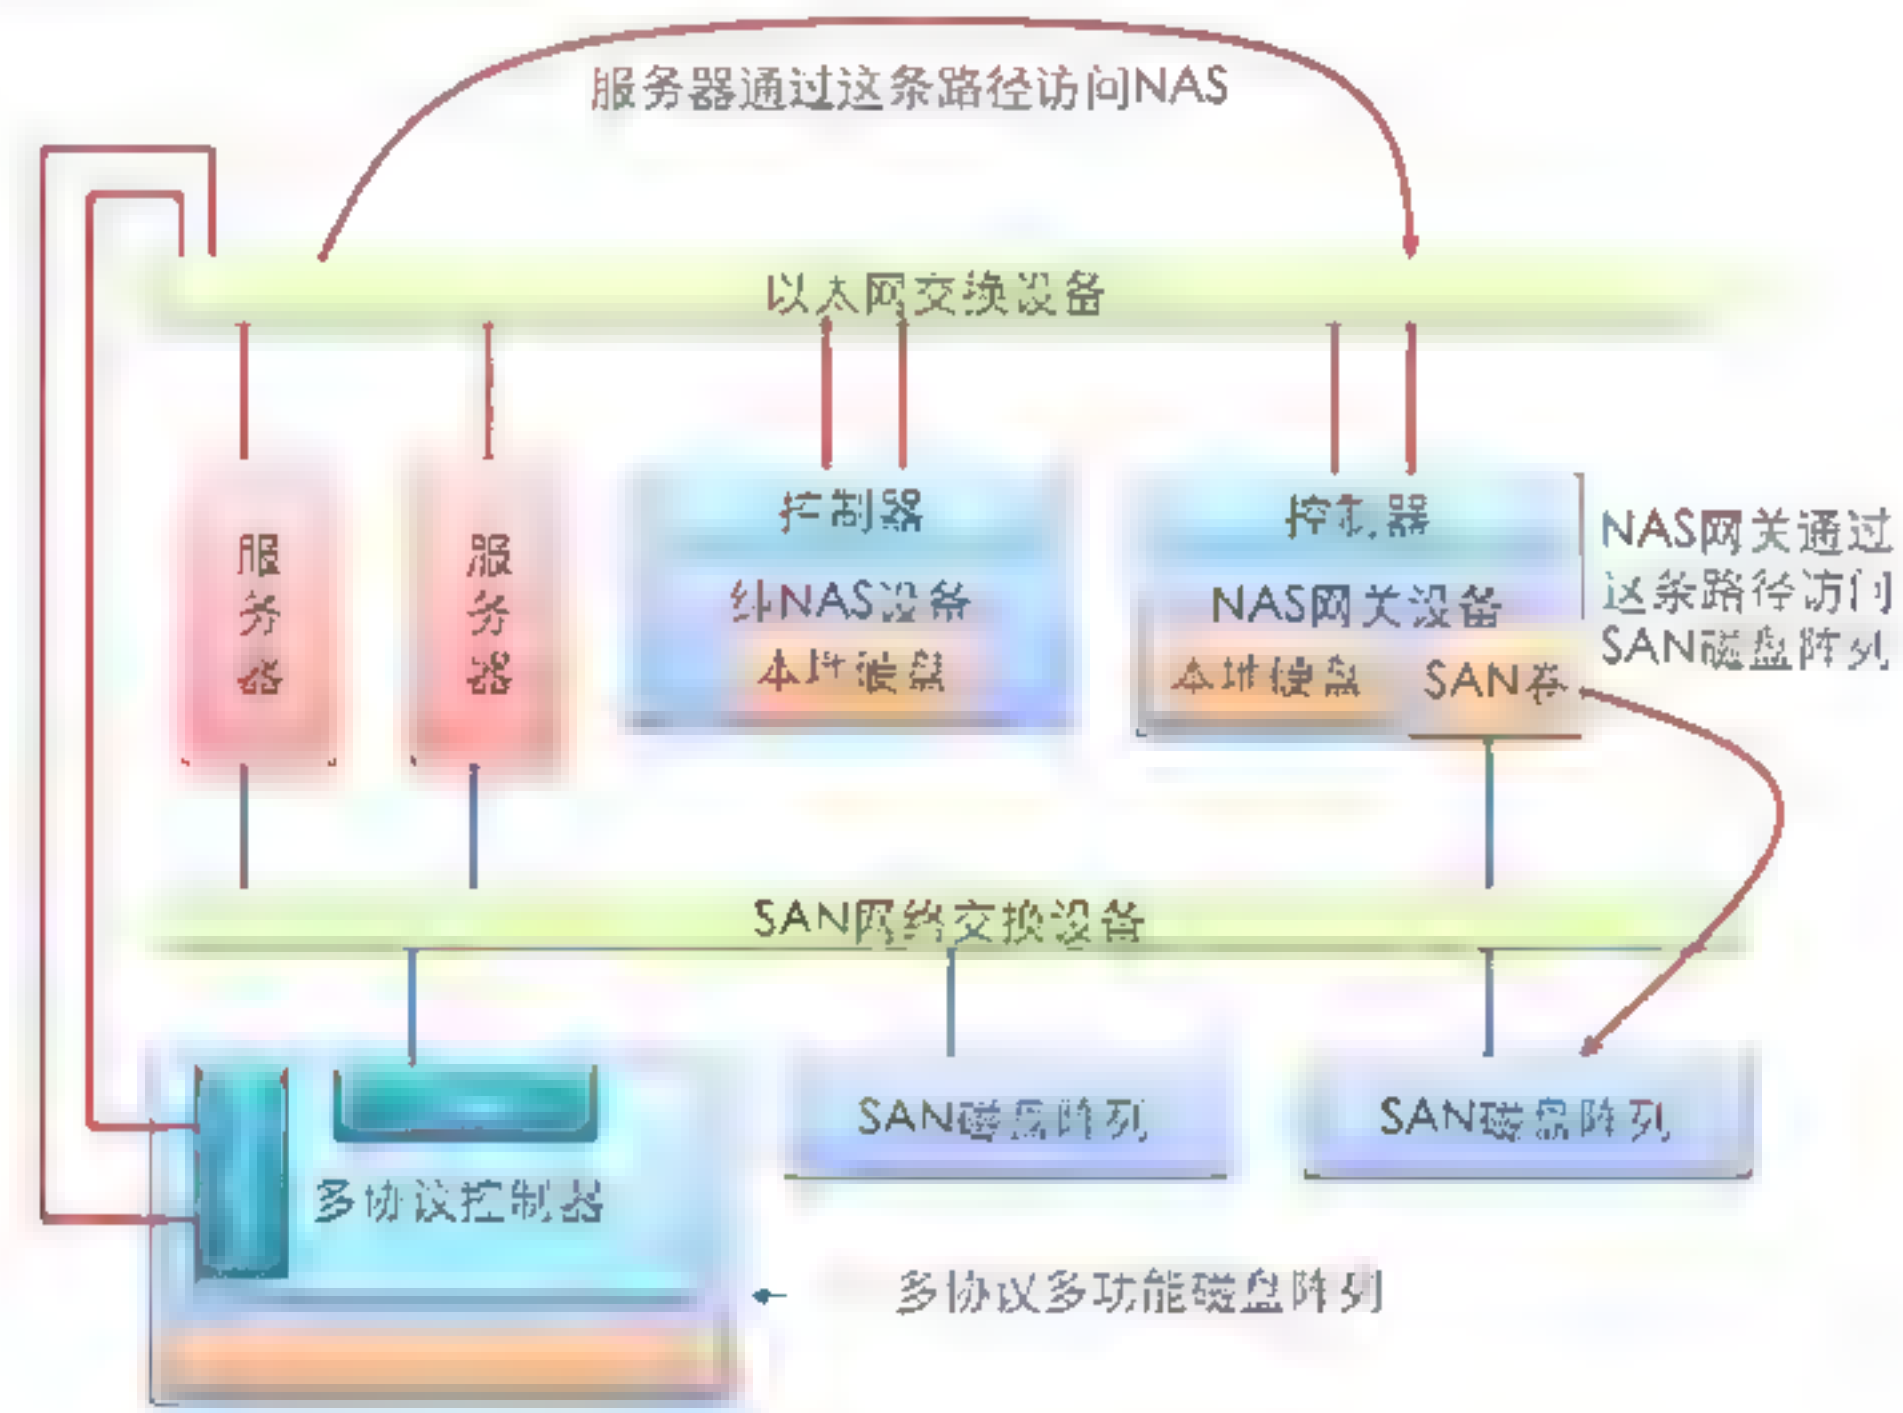 服务器通过这条路径访问NAS
以太网交换设备
服务器
服务器
控制器
纯NAS设备
本地硬盘
控制器
NAS网关设备
本地硬盘
SAN存
NAS网关通过
这条路径访问
SAN磁盘阵列
SAN网络交换设备
多协议控制器
SAN磁盘阵列
SAN磁盘阵列
多协议多功能磁盘阵列